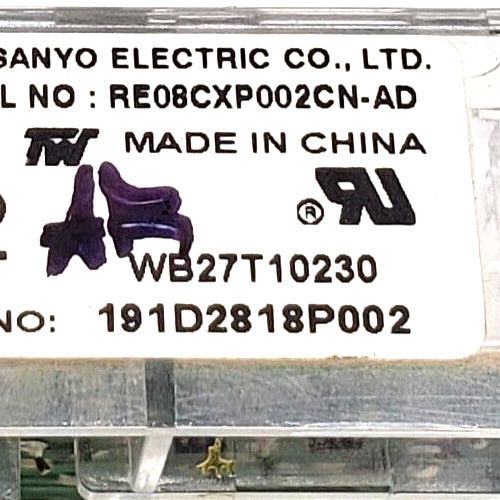 SANYO ELECTRIC CO., LTD.
L NO : RE08CXP002CN-AD
MADE IN CHINA
®
WB27T10230
NO: 191D2818P002